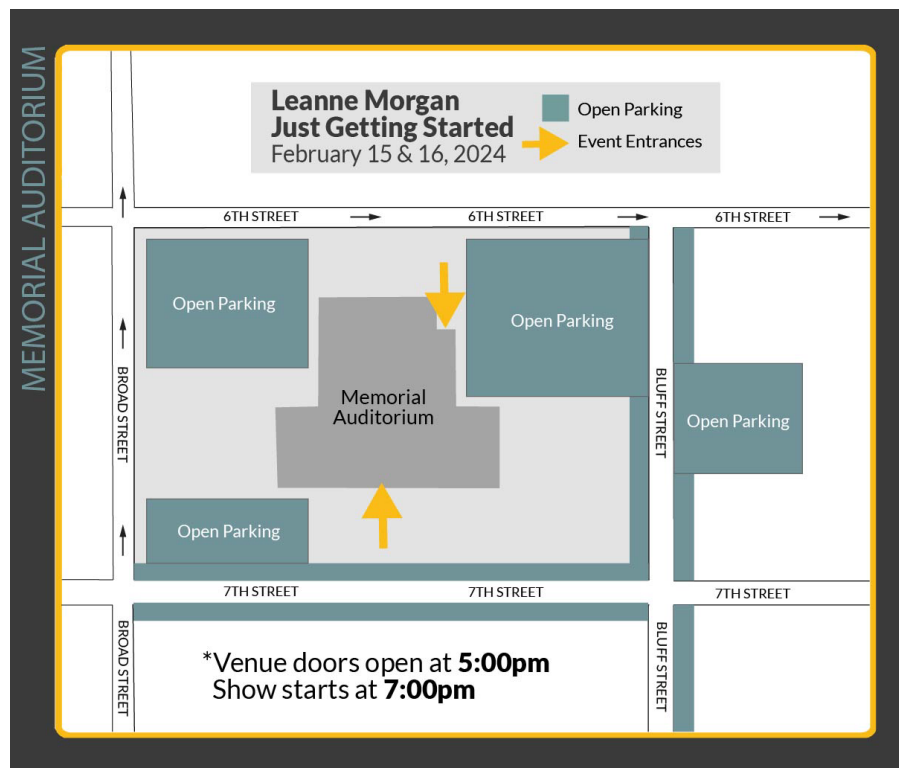 MEMORIAL AUDITORIUM
Leanne Morgan
Just Getting Started
February 15 & 16, 2024
Open Parking
Event Entrances
6TH STREET
6TH STREET
6TH STREET
Open Parking
Open Parking
Memorial
Auditorium
BROAD STREET
BLUFF STREET
Open Parking
Open Parking
7TH STREET
7TH STREET
7TH STREET
BROAD STREET
BLUFF STREET
*Venue doors open at 5:00pm
Show starts at 7:00pm